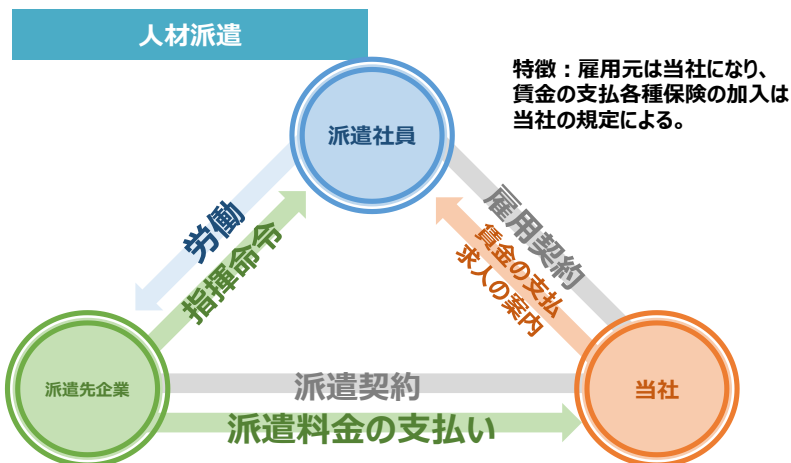 人材派遣
特徴：雇用元は当社になり、
賃金の支払各種保険の加入は
当社の規定による。
派遣社員
労働
指揮命令
雇用契約
賃金の支払
求人の案内
派遣先企業
派遣契約
派遣料金の支払い
当社